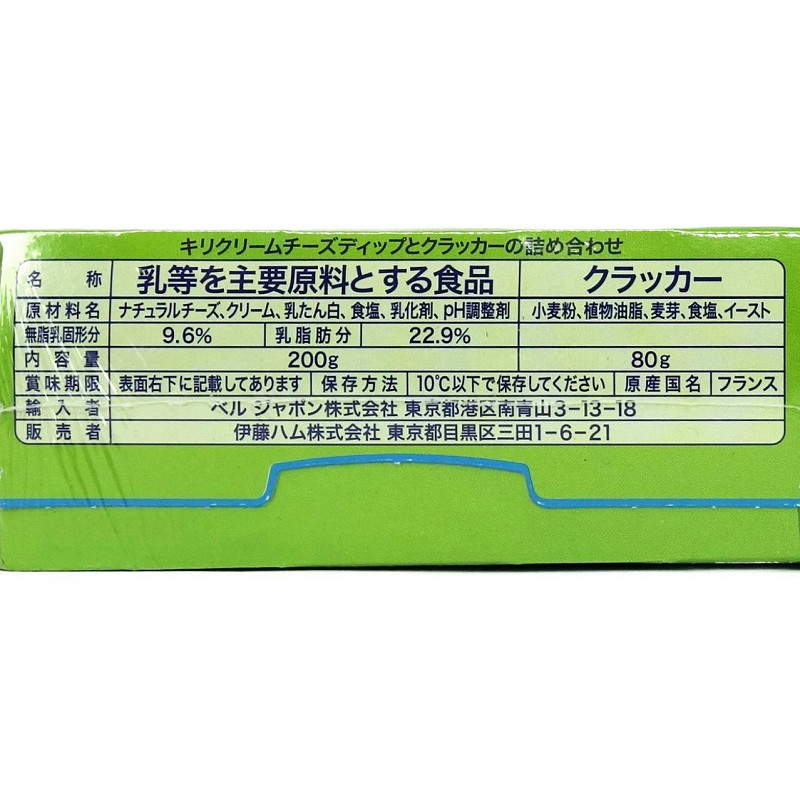 キリクリームチーズディップとクラッカーの詰め合わせ
名称 乳等を主要原料とする食品 クラッカー
原材料名 ナチュラルチーズ、クリーム、乳たん白、食塩、乳化剤、pH調整剤 小麦粉、植物油脂、麦芽、食塩、イースト
無脂乳固形分 9.6% 乳脂肪分 22.9%
内容量 200g 80g
賞味期限 表面右下に記載してあります 保存方法 10℃以下で保存してください 原産国名 フランス
輸入者 ベル ジャポン株式会社 東京都港区南青山3-13-18
販売者 伊藤ハム株式会社 東京都目黒区三田1-6-21